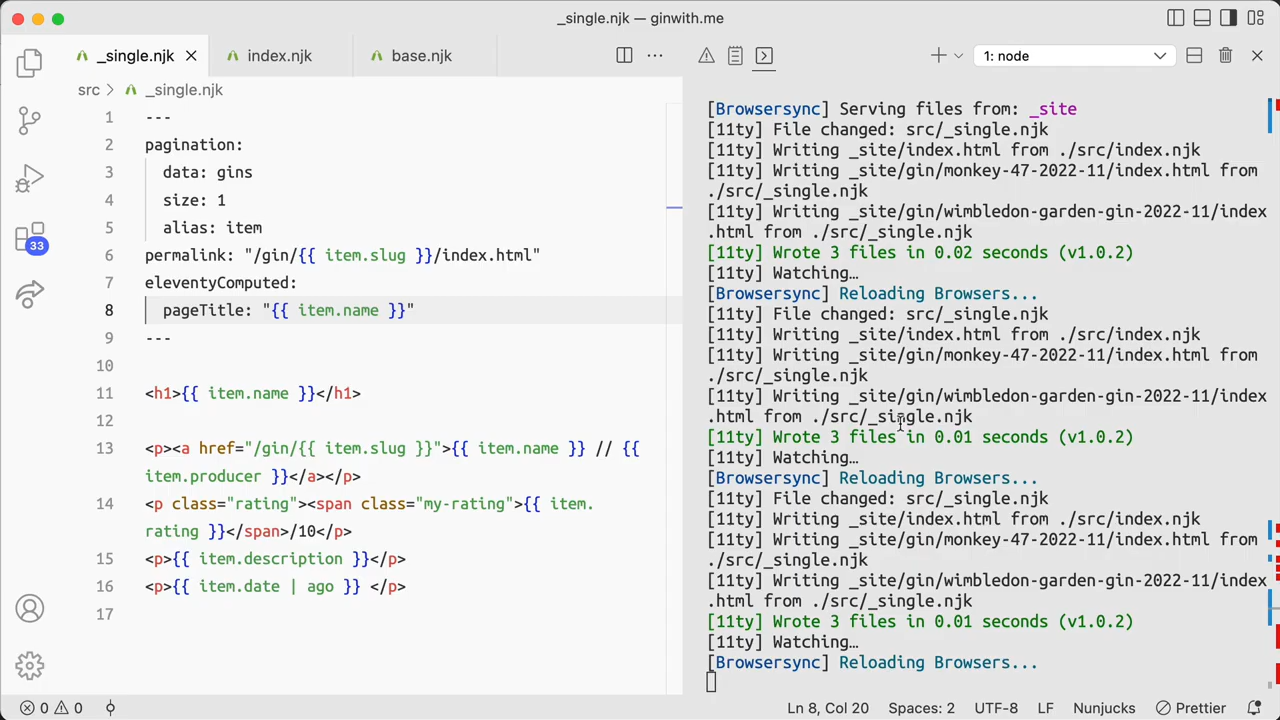 _single.njk — ginwith.me
_single.njk
index.njk
base.njk
1: node
src
_single.njk
33
1 ---
2 pagination:
3 data: gins
4 size: 1
5 alias: item
6 permalink: "/gin/{{ item.slug }}/index.html"
7 eleventyComputed:
8 pageTitle: "{{ item.name }}"
9 ---
10
11 <h1>{{ item.name }}</h1>
12
13 <p><a href="/gin/{{ item.slug }}">{{ item.name }} // {{
item.producer }}</a></p>
14 <p class="rating"><span class="my-rating">{{ item.
rating }}</span>/10</p>
15 <p>{{ item.description }}</p>
16 <p>{{ item.date | ago }} </p>
17
[Browsersync] Serving files from: _site
[11ty] File changed: src/_single.njk
[11ty] Writing _site/index.html from ./src/index.njk
[11ty] Writing _site/gin/monkey-47-2022-11/index.html from
./src/_single.njk
[11ty] Writing _site/gin/wimbledon-garden-gin-2022-11/index
.html from ./src/_single.njk
[11ty] Wrote 3 files in 0.02 seconds (v1.0.2)
[11ty] Watching…
[Browsersync] Reloading Browsers...
[11ty] File changed: src/_single.njk
[11ty] Writing _site/index.html from ./src/index.njk
[11ty] Writing _site/gin/monkey-47-2022-11/index.html from
./src/_single.njk
[11ty] Writing _site/gin/wimbledon-garden-gin-2022-11/index
.html from ./src/_single.njk
[11ty] Wrote 3 files in 0.01 seconds (v1.0.2)
[11ty] Watching…
[Browsersync] Reloading Browsers...
[11ty] File changed: src/_single.njk
[11ty] Writing _site/index.html from ./src/index.njk
[11ty] Writing _site/gin/monkey-47-2022-11/index.html from
./src/_single.njk
[11ty] Writing _site/gin/wimbledon-garden-gin-2022-11/index
.html from ./src/_single.njk
[11ty] Wrote 3 files in 0.01 seconds (v1.0.2)
[11ty] Watching…
[Browsersync] Reloading Browsers...
0 0
Ln 8, Col 20
Spaces: 2
UTF-8
LF
Nunjucks
Prettier